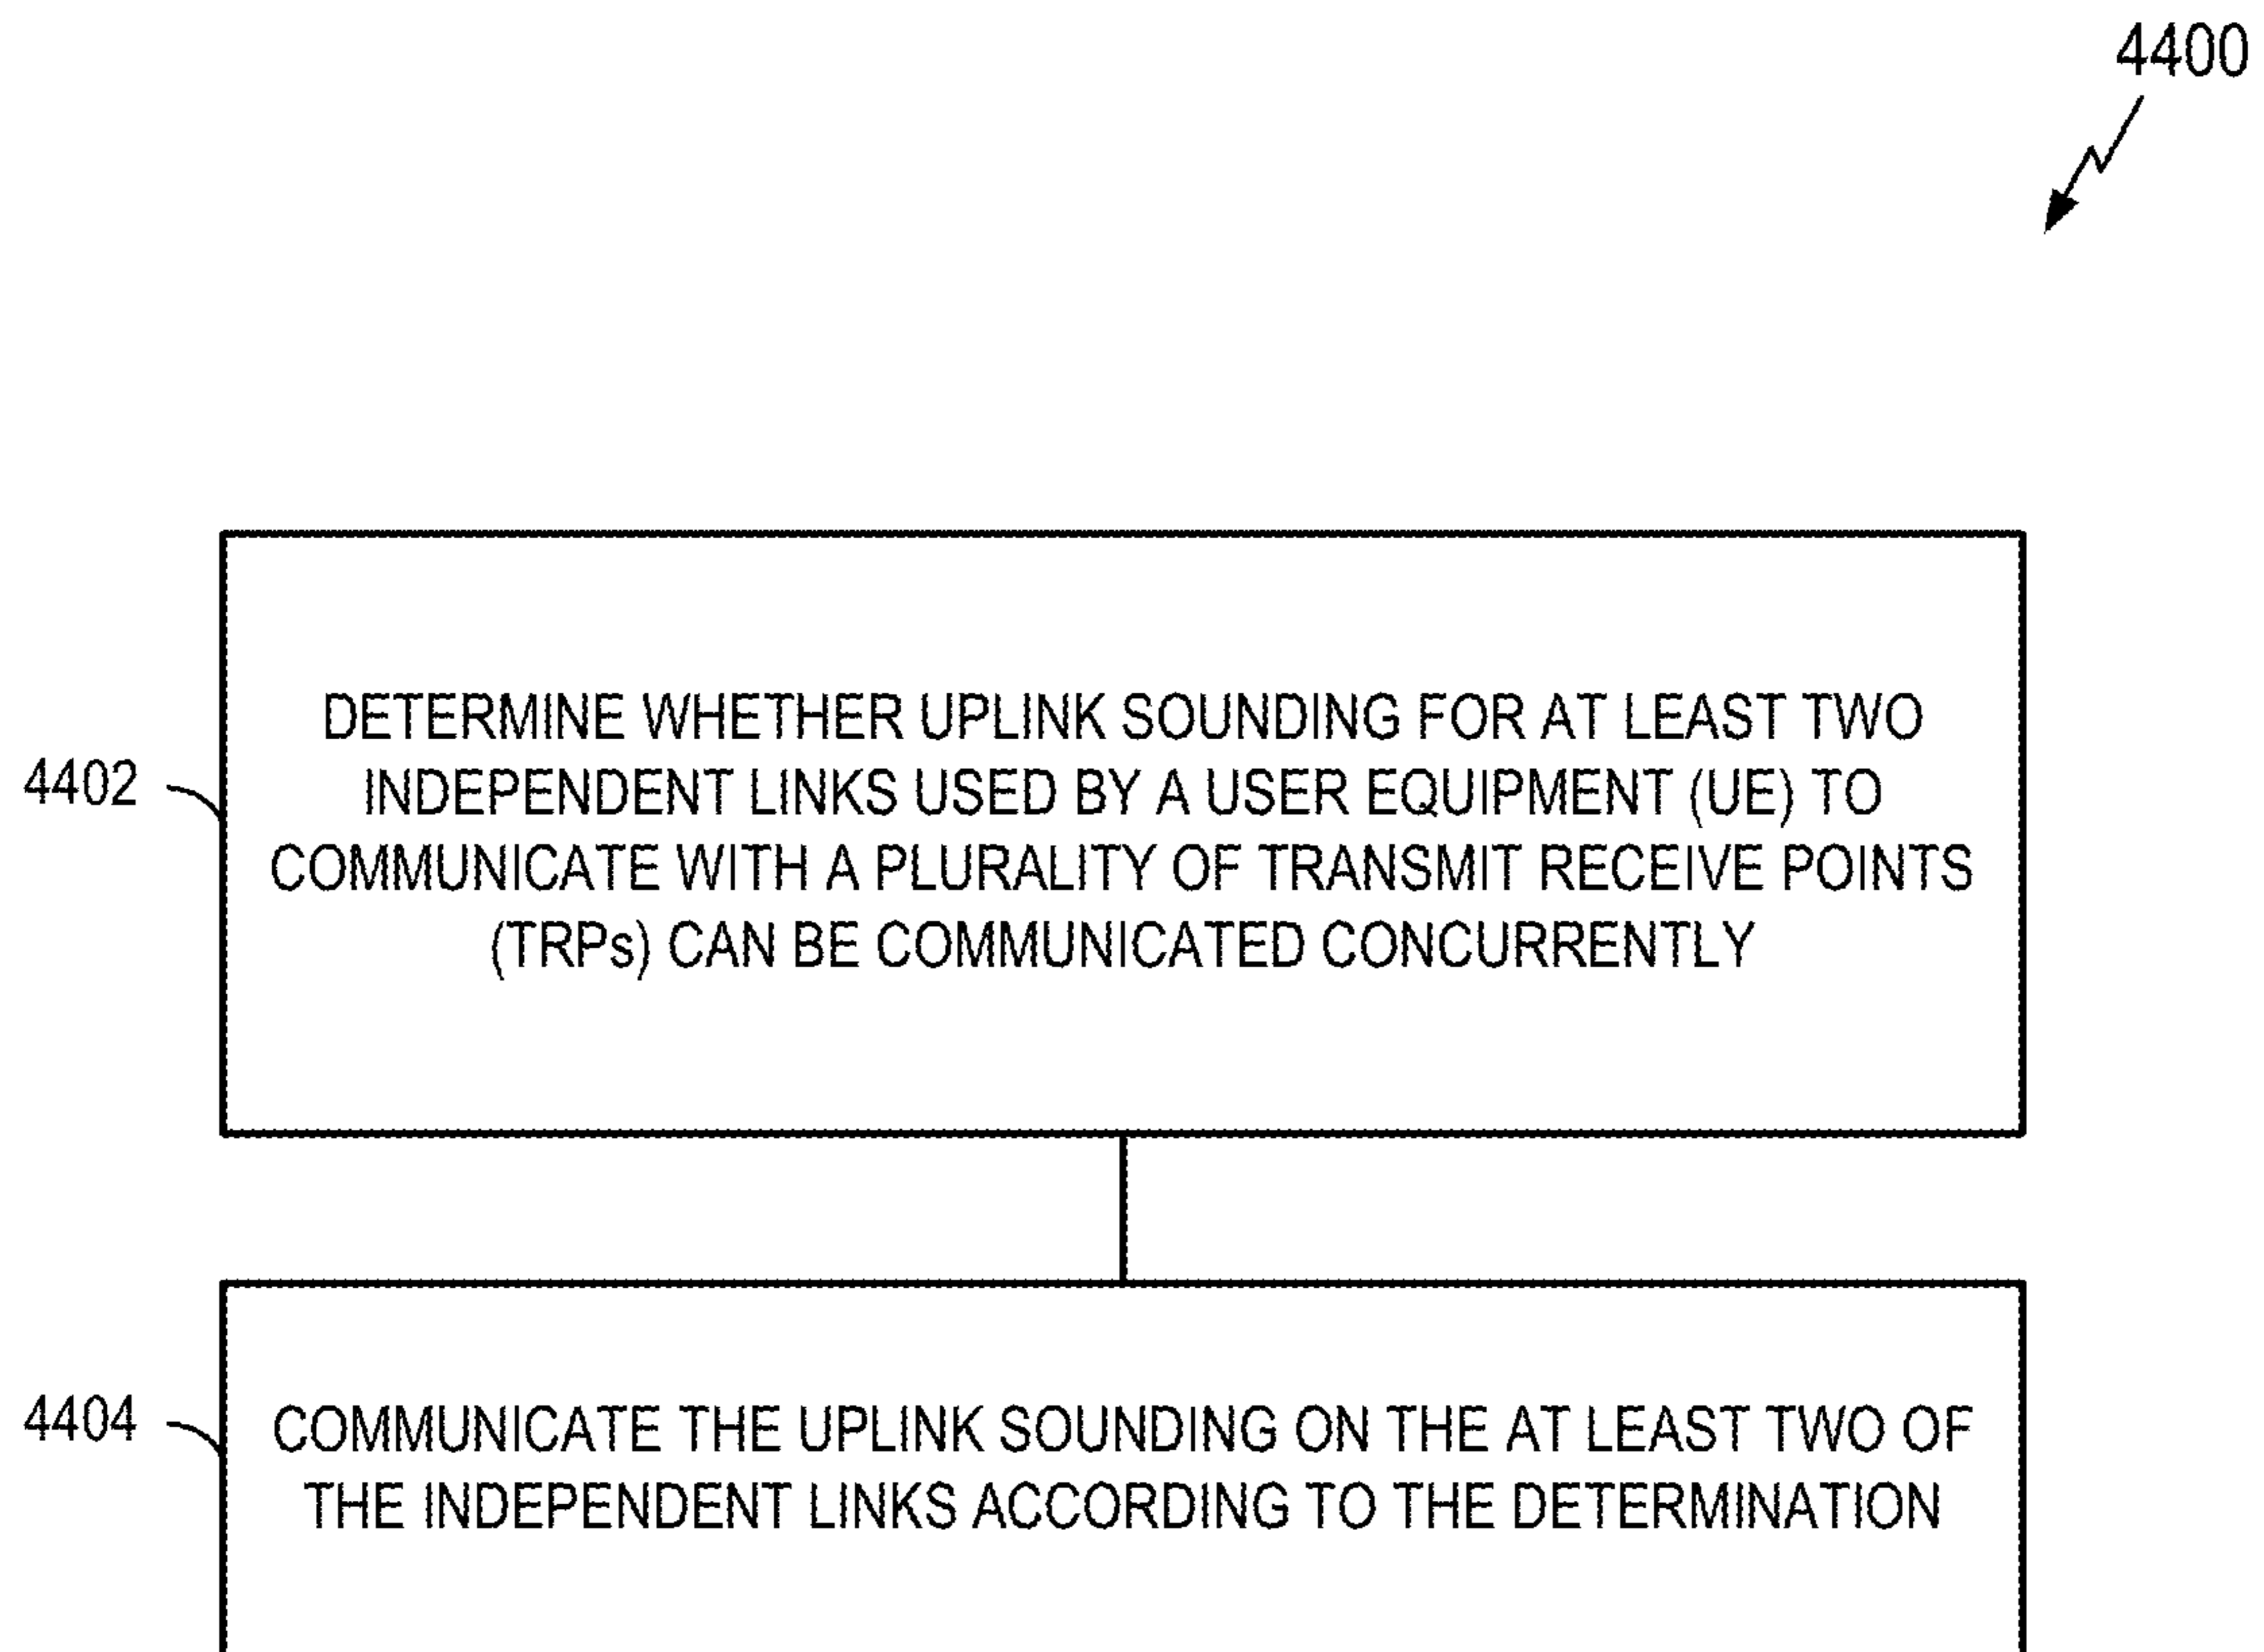 4400
DETERMINE WHETHER UPLINK SOUNDING FOR AT LEAST TWO
INDEPENDENT LINKS USED BY A USER EQUIPMENT (UE) TO
4402
COMMUNICATE WITH A PLURALITY OF TRANSMIT RECEIVE POINTS
(TRPs) CAN BE COMMUNICATED CONCURRENTLY
4404
COMMUNICATE THE UPLINK SOUNDING ON THE AT LEAST TWO OF
THE INDEPENDENT LINKS ACCORDING TO THE DETERMINATION